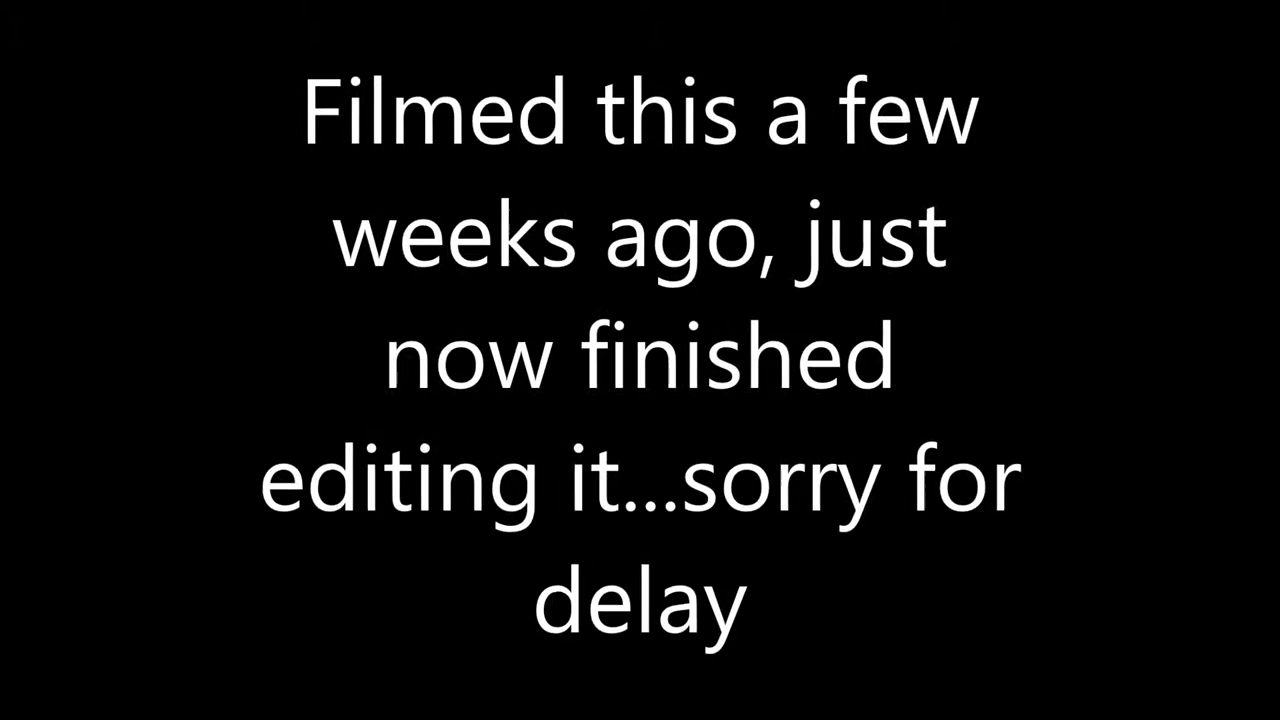 Filmed this a few
weeks ago, just
now finished
editing it...sorry for
delay